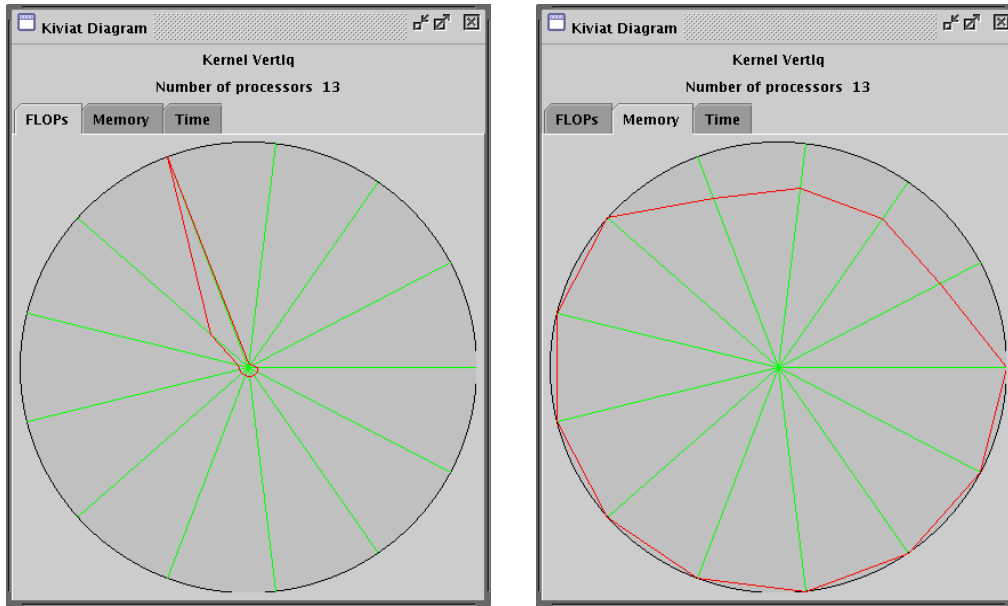 Kiviat Diagram
Kernel VertIq
Number of processors 13
FLOPs Memory Time
Kiviat Diagram
Kernel VertIq
Number of processors 13
FLOPs Memory Time